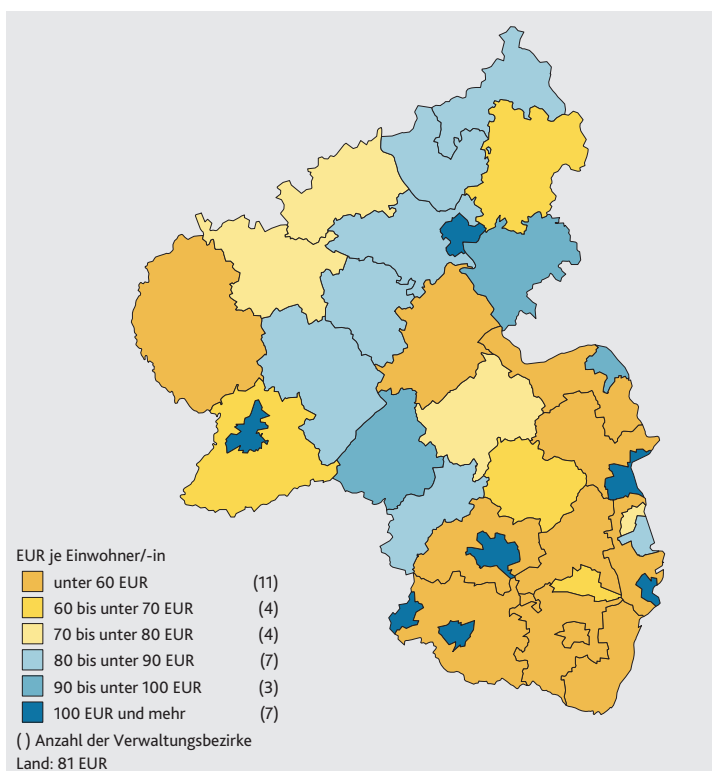 EUR je Einwohner/-in
unter 60 EUR (11)
60 bis unter 70 EUR (4)
70 bis unter 80 EUR (4)
80 bis unter 90 EUR (7)
90 bis unter 100 EUR (3)
100 EUR und mehr (7)
( ) Anzahl der Verwaltungsbezirke
Land: 81 EUR